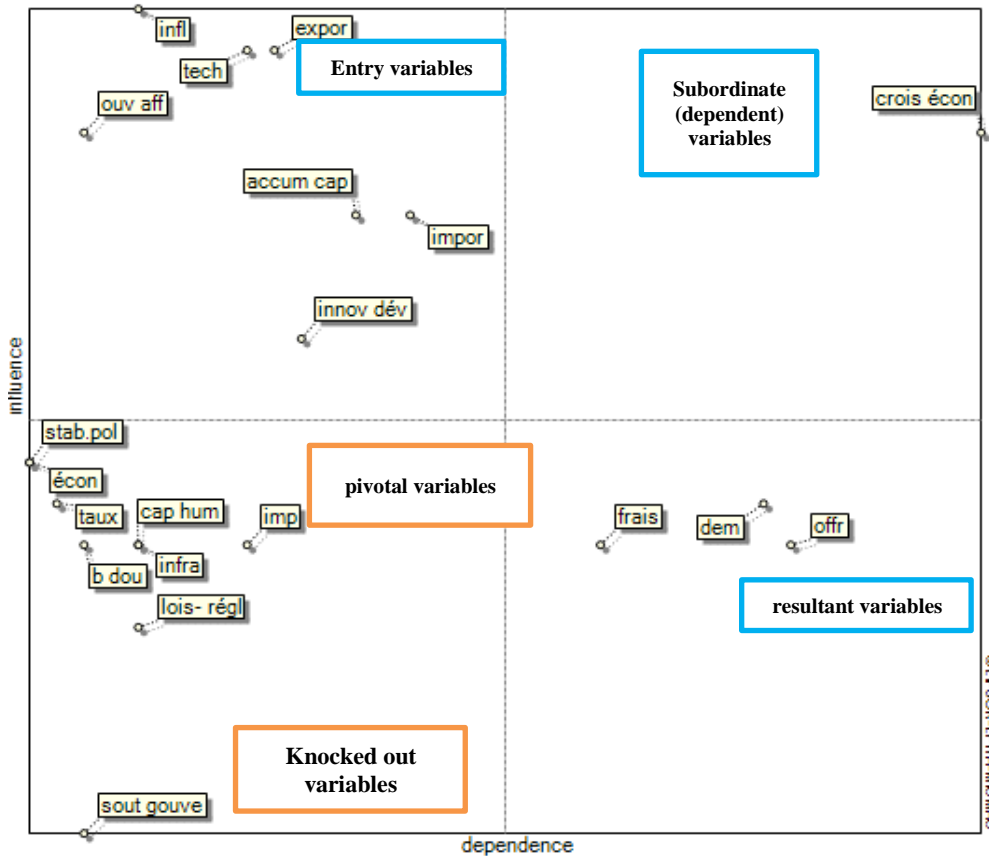 infl
expor
tech
Entry variables
ouv aff
Subordinate
(dependent)
variables
crois écon
accum cap
impor
innov dév
influence
stab.pol
écon
taux
cap hum
imp
pivotal variables
frais
dem
offr
b dou
infra
lois- régl
resultant variables
Knocked out
variables
sout gouve
dependence